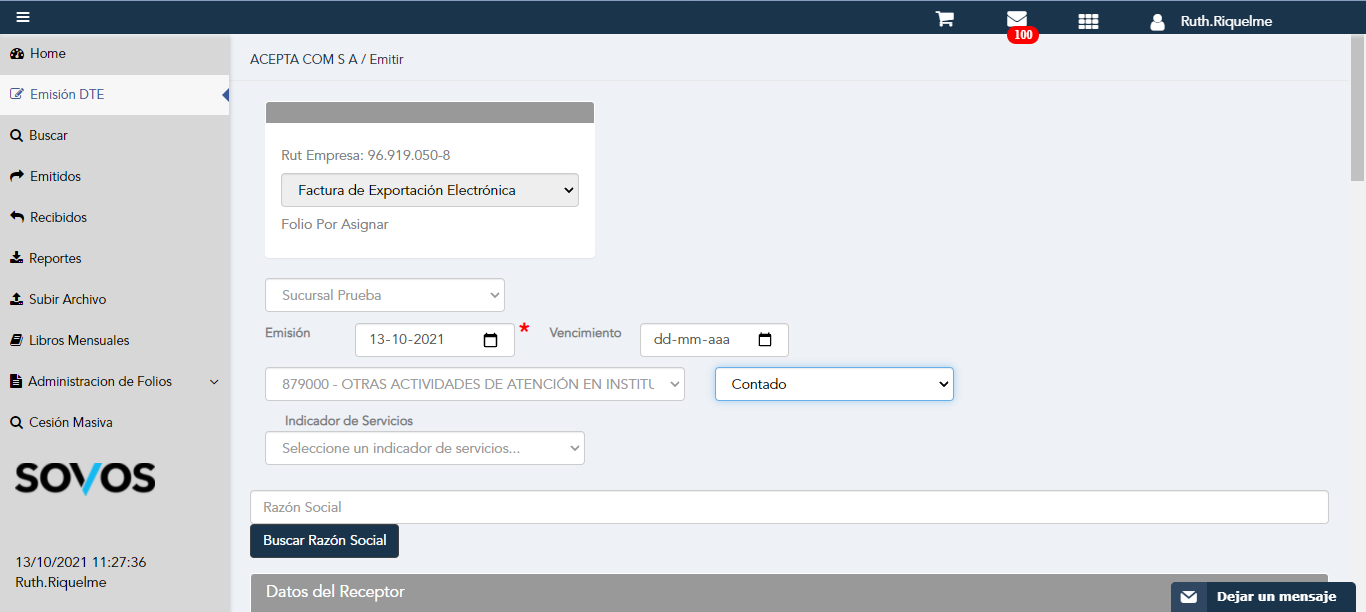 100
Ruth.Riquelme
Home
Emisión DTE
Buscar
Emitidos
Recibidos
Reportes
Subir Archivo
Libros Mensuales
Administracion de Folios
Cesión Masiva
SOVOS
13/10/2021 11:27:36
Ruth.Riquelme
ACEPTA COM S A / Emitir
Rut Empresa: 96.919.050-8
Factura de Exportación Electrónica
Folio Por Asignar
Sucursal Prueba
Emisión 13-10-2021 * Vencimiento dd-mm-aaa
879000 - OTRAS ACTIVIDADES DE ATENCIÓN EN INSTITU Contado
Indicador de Servicios
Seleccione un indicador de servicios...
Razón Social
Buscar Razón Social
Datos del Receptor
Dejar un mensaje